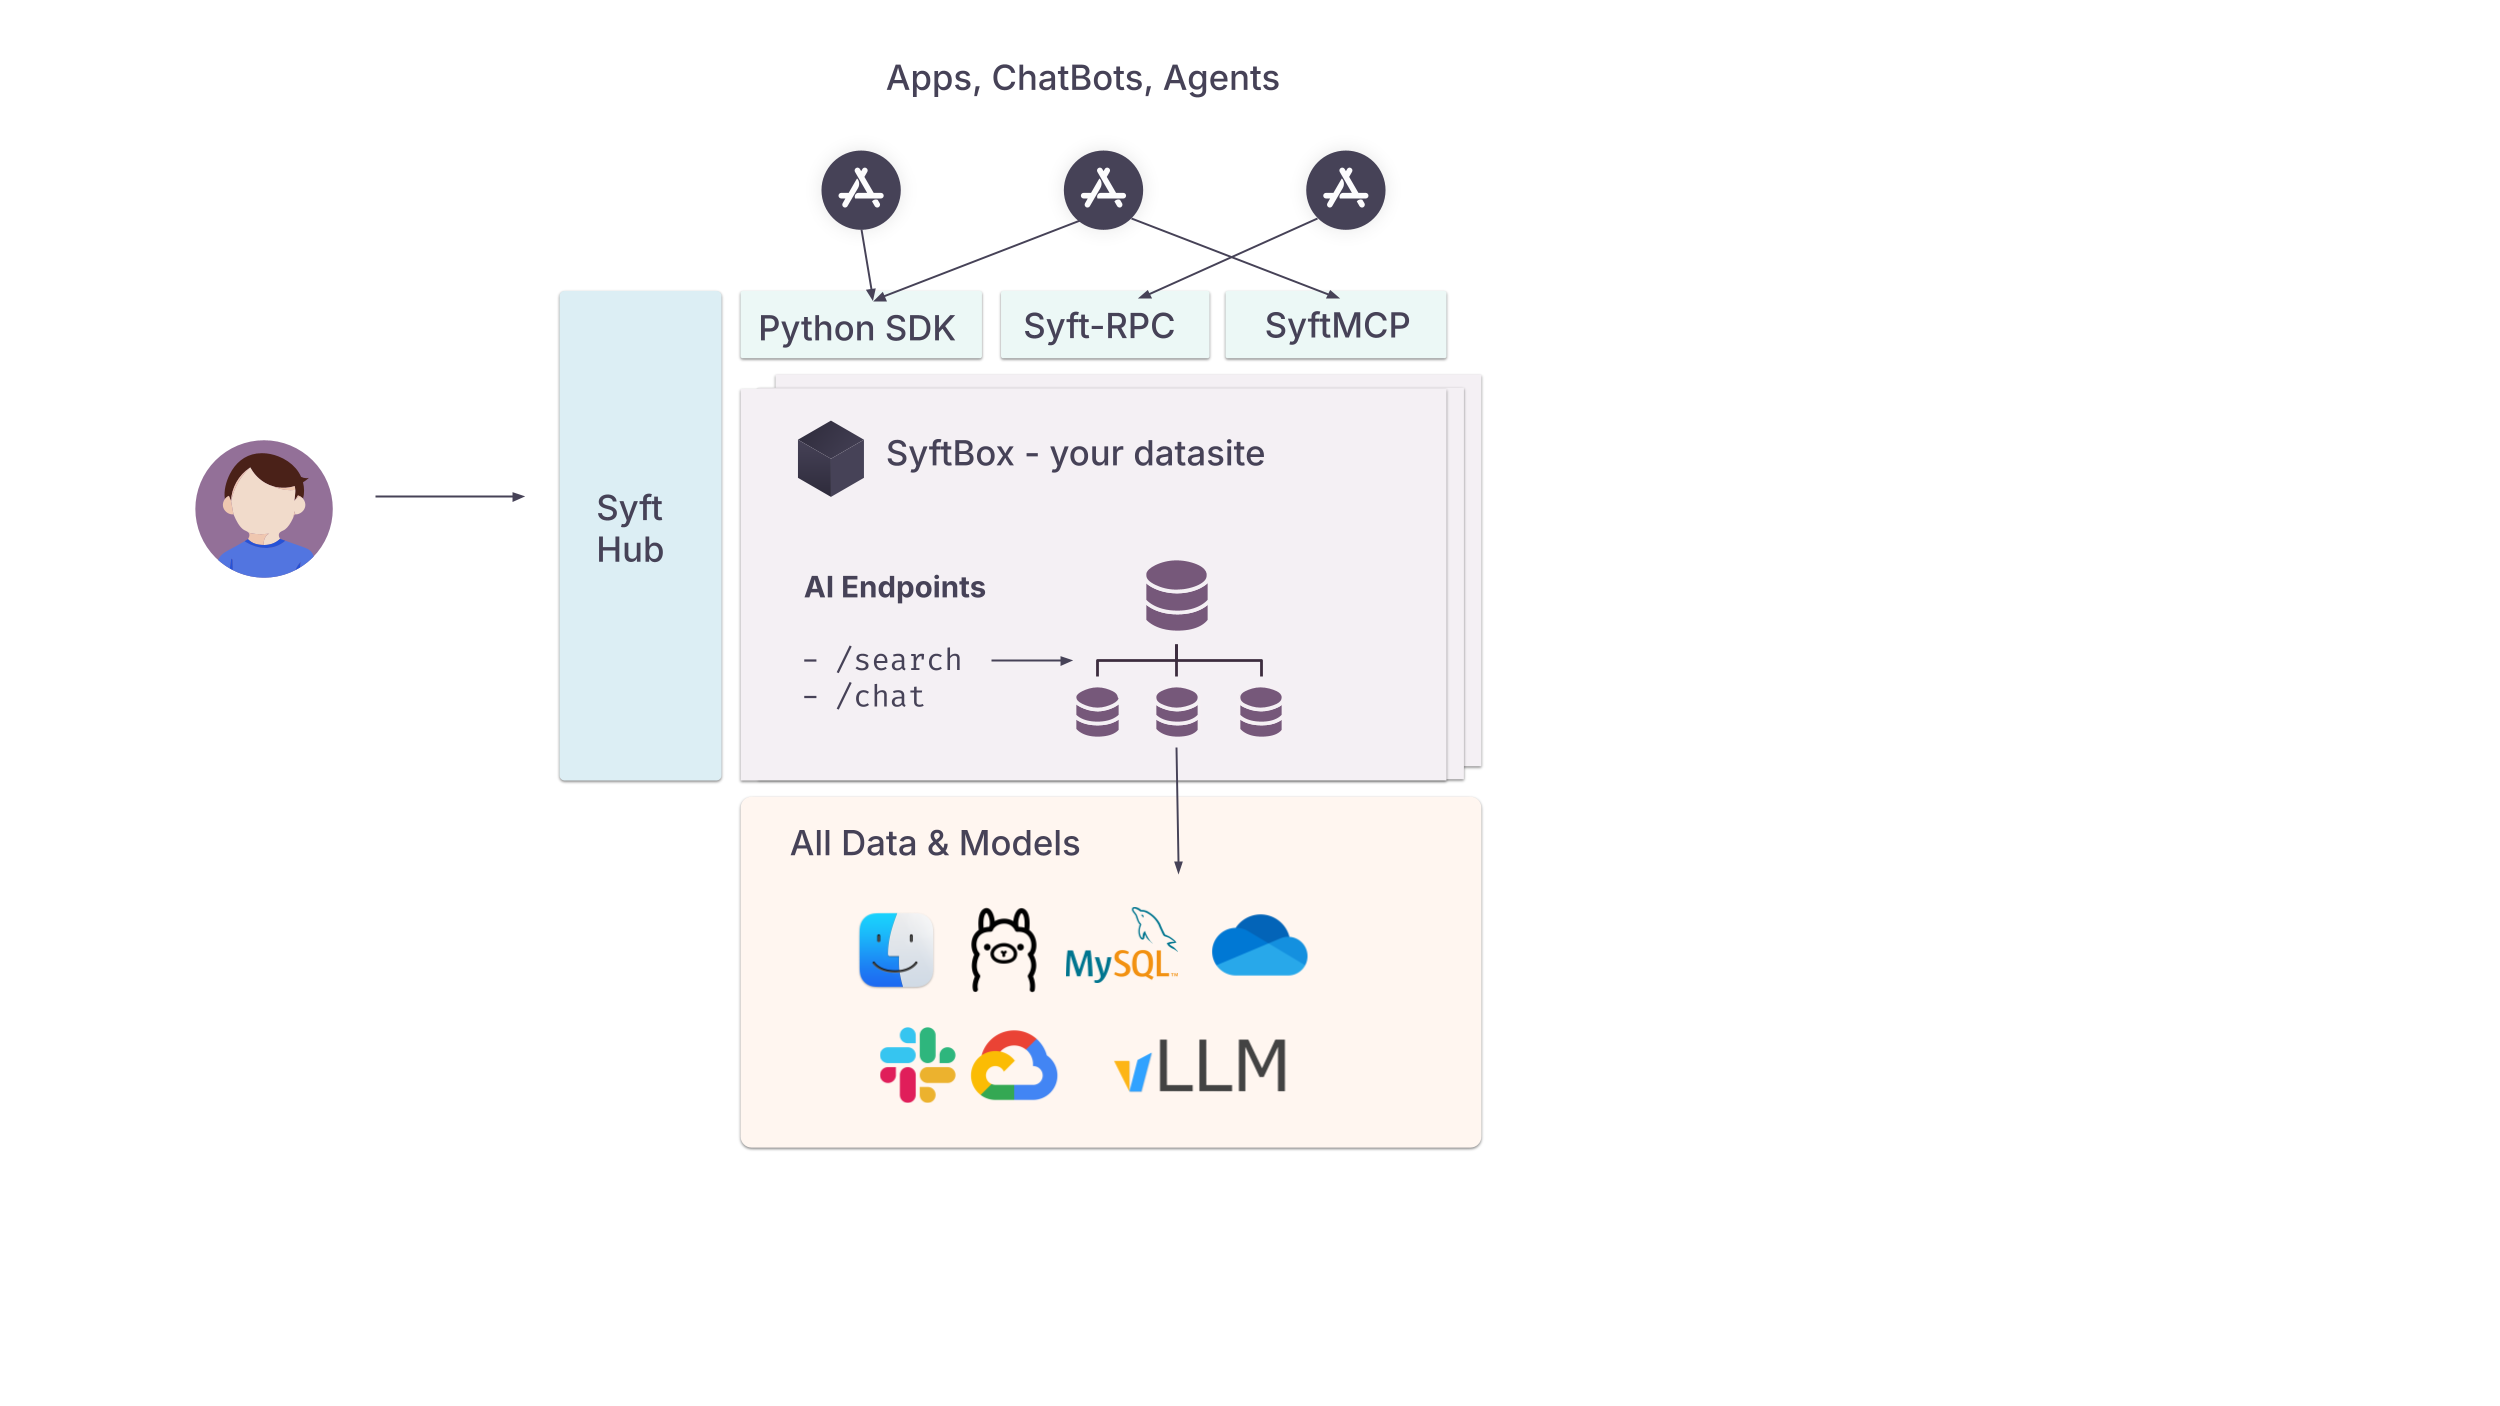 Apps, ChatBots, Agents
Python SDK
Syft-RPC
SyftMCP
SyftBox - your datasite
Syft
Hub
AI Endpoints
- /search
- /chat
All Data & Models
MySQL™
vLLM